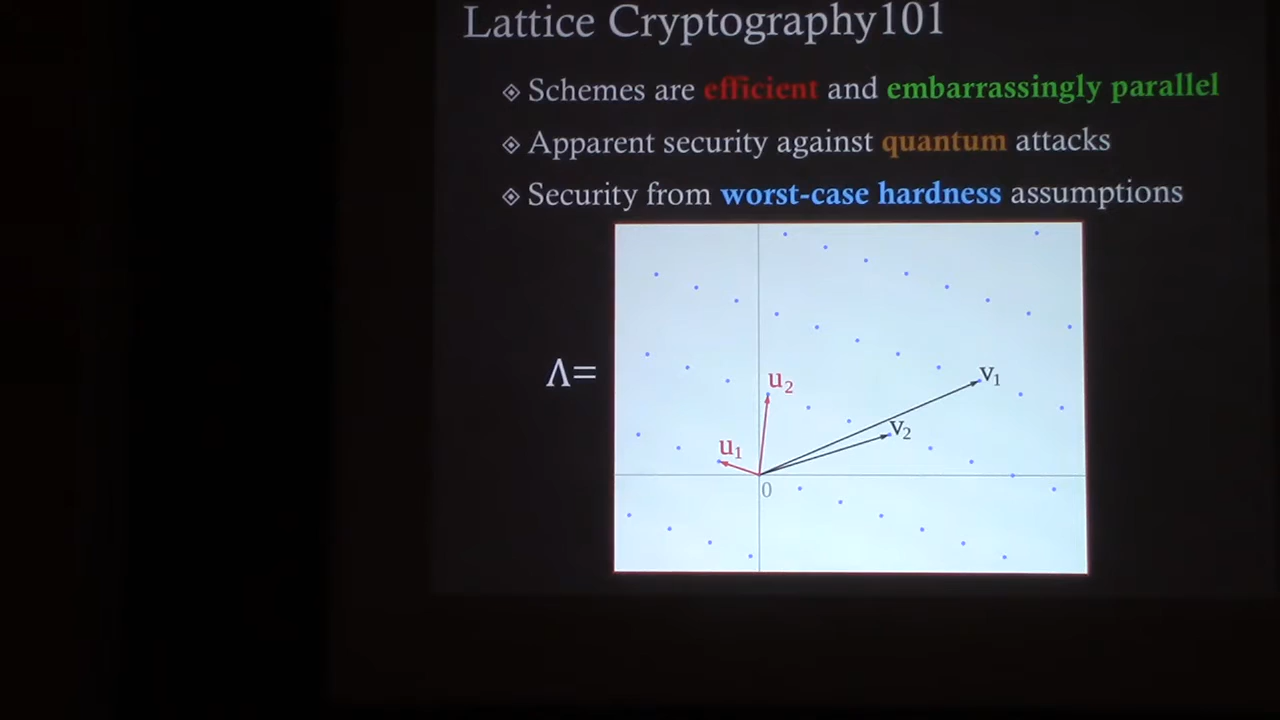 Lattice Cryptography101
◈ Schemes are efficient and embarrassingly parallel
◈ Apparent security against quantum attacks
◈ Security from worst-case hardness assumptions
Λ=
u₂
v₁
v₂
u₁
0